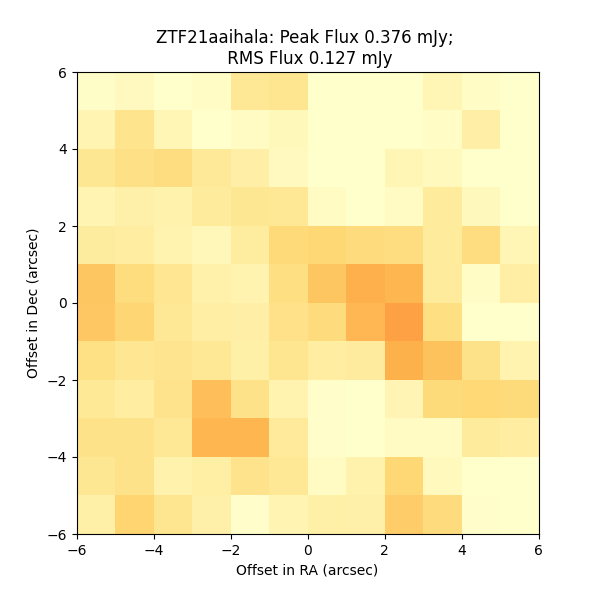 ZTF21aaihala: Peak Flux 0.376 mJy;
RMS Flux 0.127 mJy
6
4
2
0
−2
−4
−6
Offset in Dec (arcsec)
−6 −4 −2 0 2 4 6
Offset in RA (arcsec)